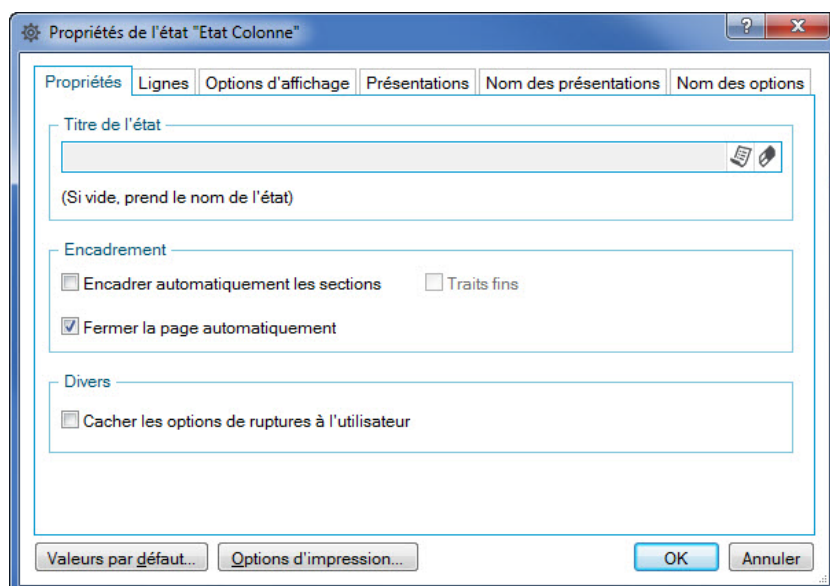 Propriétés de l'état "Etat Colonne"
?
Propriétés Lignes Options d'affichage Présentations Nom des présentations Nom des options
Titre de l'état
(Si vide, prend le nom de l'état)
Encadrement
Encadrer automatiquement les sections Traits fins
Fermer la page automatiquement
Divers
Cacher les options de ruptures à l'utilisateur
Valeurs par défaut... Options d'impression... OK Annuler